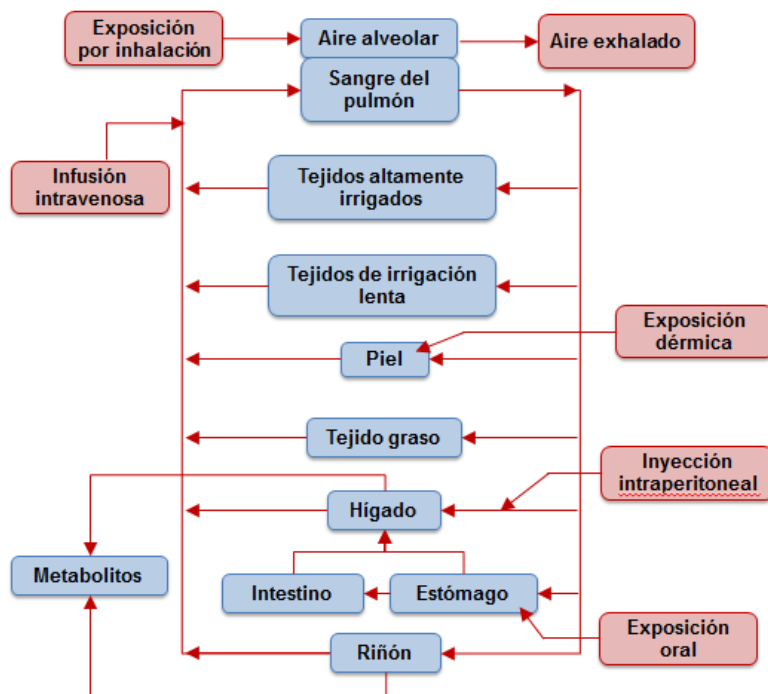 Exposición
por inhalación
Aire alveolar
Aire exhalado
Sangre del
pulmón
Infusión
intravenosa
Tejidos altamente
irrigados
Tejidos de irrigación
lenta
Exposición
dérmica
Piel
Tejido graso
Inyección
intraperitoneal
Hígado
Metabolitos
Intestino
Estómago
Exposición
oral
Riñón